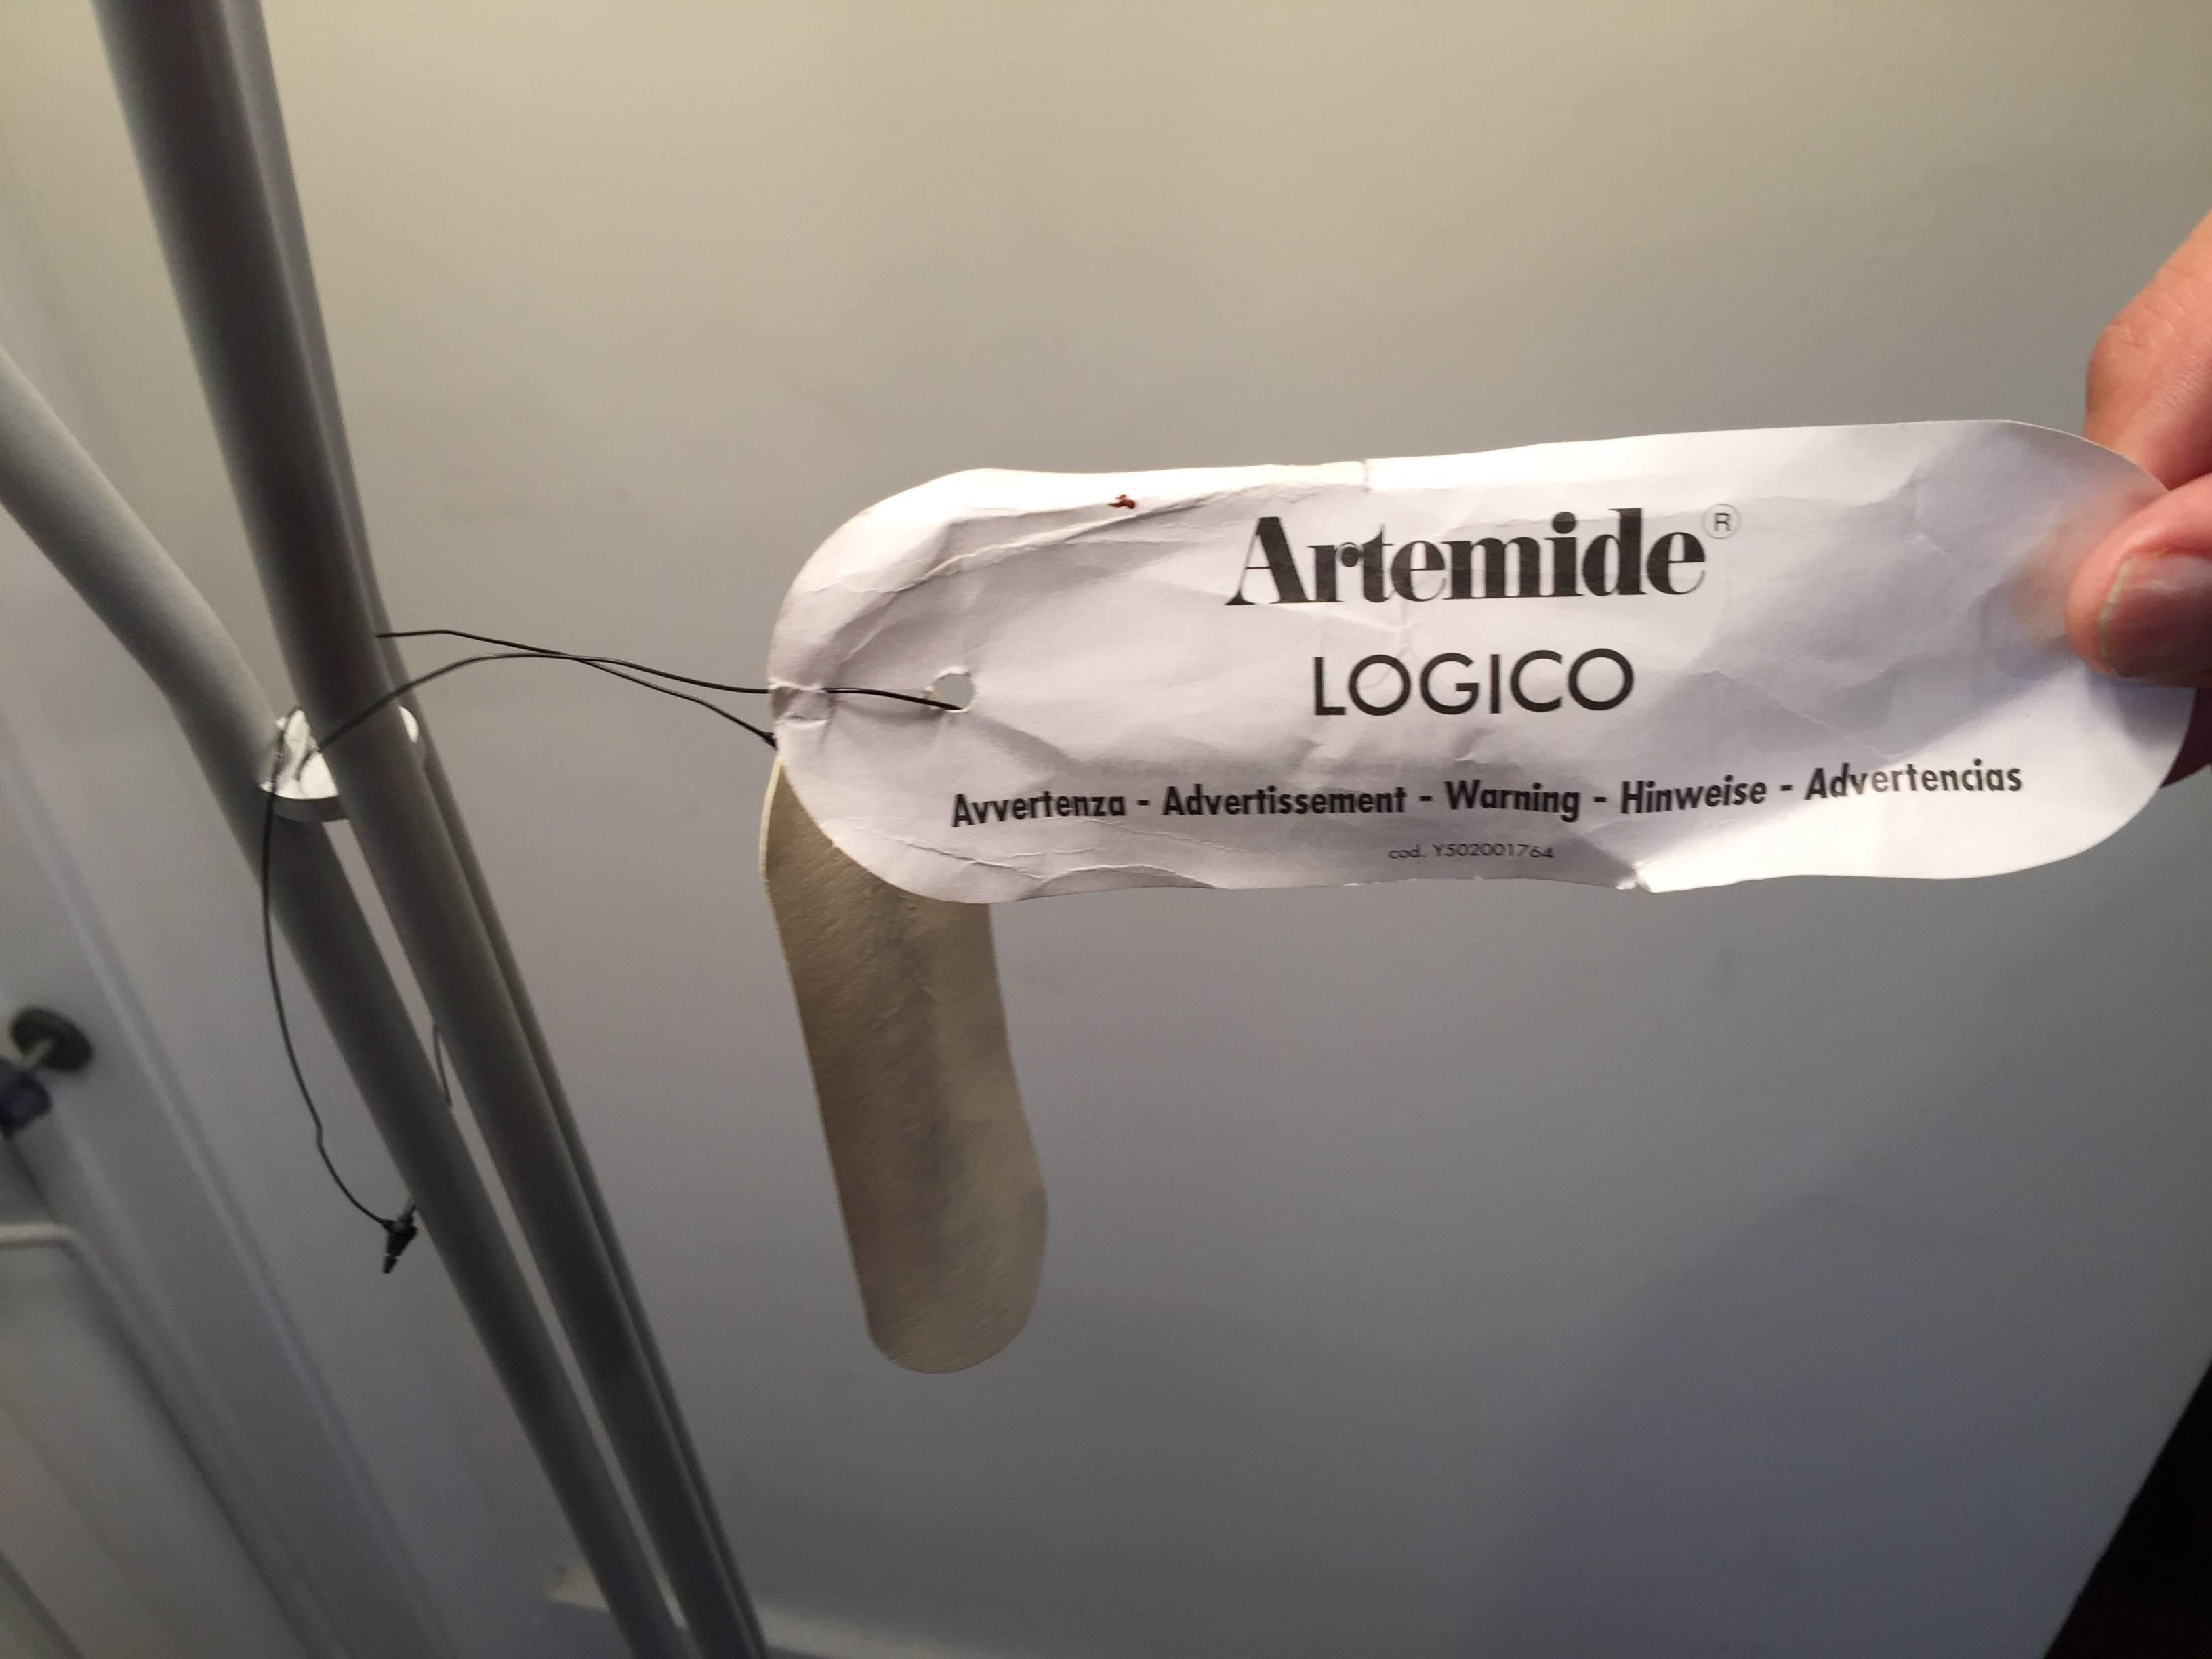 Artemide®
LOGICO
Avvertenza - Advertissement - Warning - Hinweise - Advertencias
cod. Y502001764